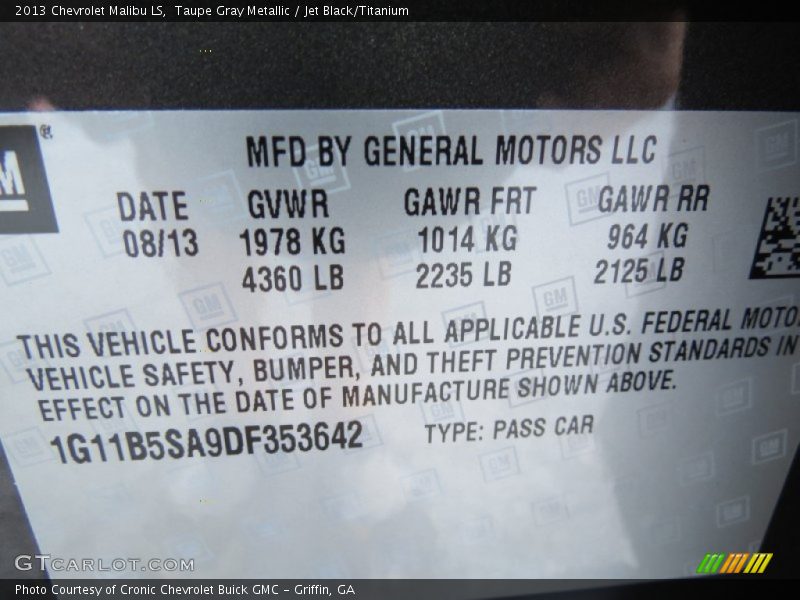 2013 Chevrolet Malibu LS, Taupe Gray Metallic / Jet Black/Titanium
M ®
MFD BY GENERAL MOTORS LLC
DATE GVWR GAWR FRT GAWR RR
08/13 1978 KG 1014 KG 964 KG
4360 LB 2235 LB 2125 LB
THIS VEHICLE CONFORMS TO ALL APPLICABLE U.S. FEDERAL MOTO
VEHICLE SAFETY, BUMPER, AND THEFT PREVENTION STANDARDS IN
EFFECT ON THE DATE OF MANUFACTURE SHOWN ABOVE.
1G11B5SA9DF353642 TYPE: PASS CAR
GTCARLOT.COM
Photo Courtesy of Cronic Chevrolet Buick GMC - Griffin, GA